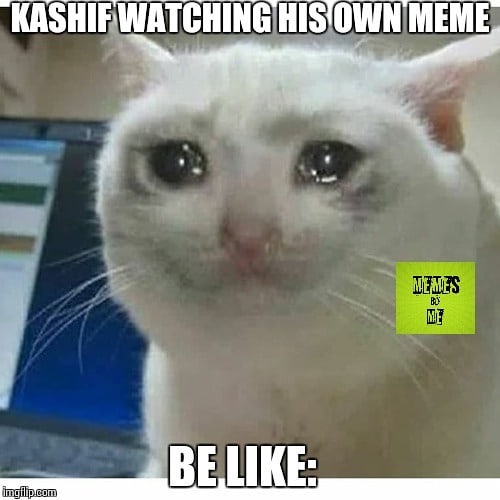 KASHIF WATCHING HIS OWN MEME
MEMES
BY
ME
BE LIKE:
imgflip.com